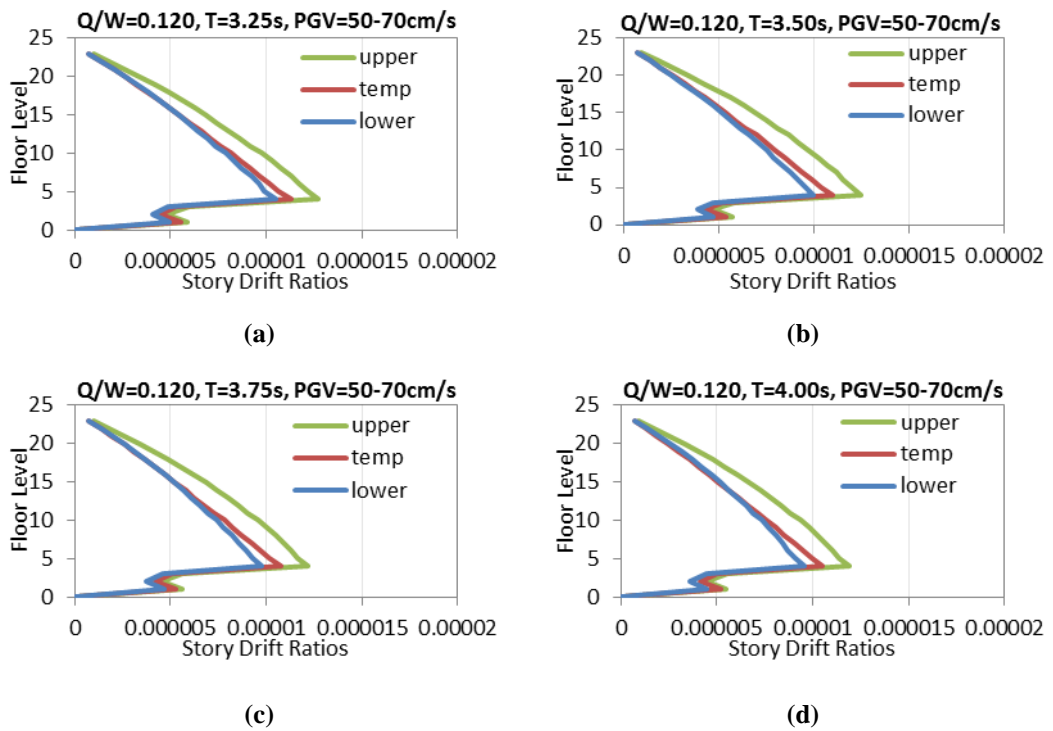 Q/W=0.120, T=3.25s, PGV=50-70cm/s
25
20
15
10
5
0
Floor Level
upper
temp
lower
0 0.000005 0.00001 0.000015 0.00002
Story Drift Ratios
(a)
Q/W=0.120, T=3.50s, PGV=50-70cm/s
25
20
15
10
5
0
Floor Level
upper
temp
lower
0 0.000005 0.00001 0.000015 0.00002
Story Drift Ratios
(b)
Q/W=0.120, T=3.75s, PGV=50-70cm/s
25
20
15
10
5
0
Floor Level
upper
temp
lower
0 0.000005 0.00001 0.000015 0.00002
Story Drift Ratios
(c)
Q/W=0.120, T=4.00s, PGV=50-70cm/s
25
20
15
10
5
0
Floor Level
upper
temp
lower
0 0.000005 0.00001 0.000015 0.00002
Story Drift Ratios
(d)